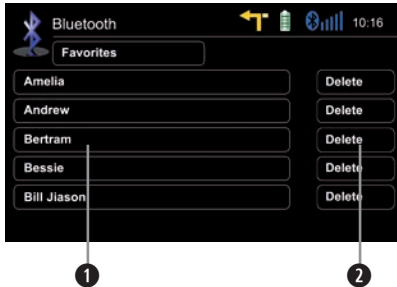 Bluetooth 10:16
Favorites
Amelia Delete
Andrew Delete
Bertram Delete
Bessie Delete
Bill Jiason Delete
1 2